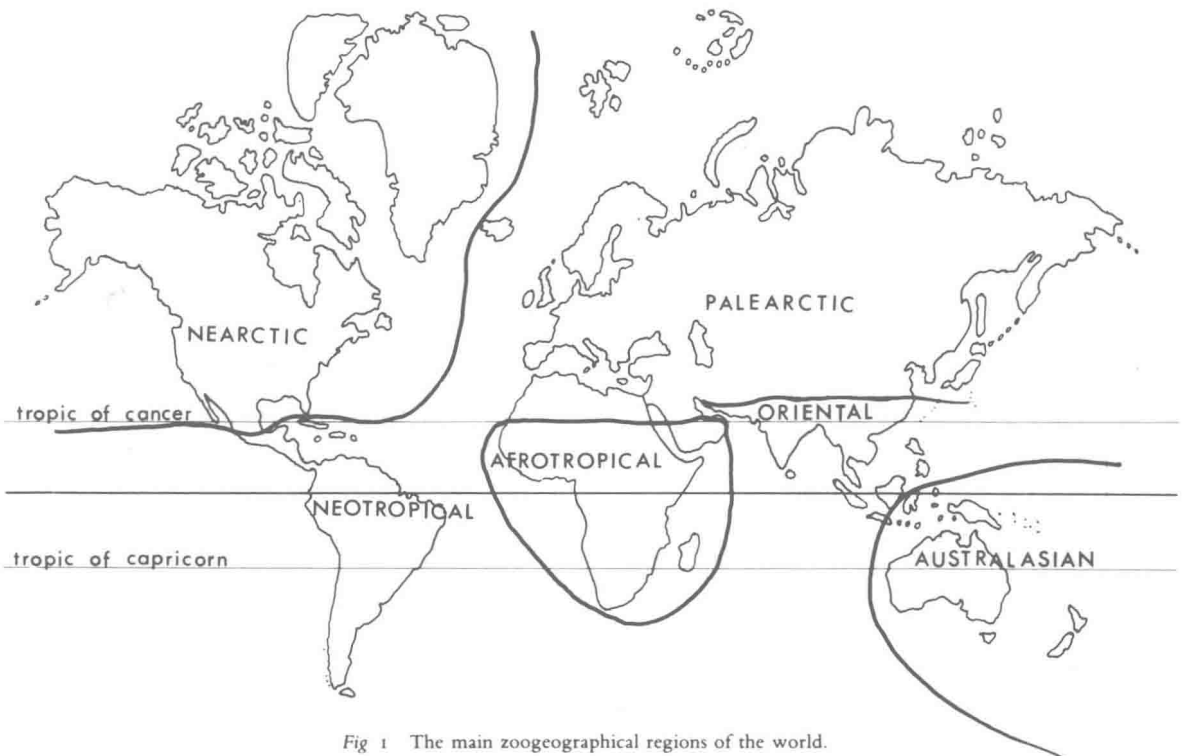 NEARCTIC
PALEARCTIC
tropic of cancer
ORIENTAL
AFROTROPICAL
NEOTROPICAL
tropic of capricorn
AUSTRALASIAN
Fig 1 The main zoogeographical regions of the world.